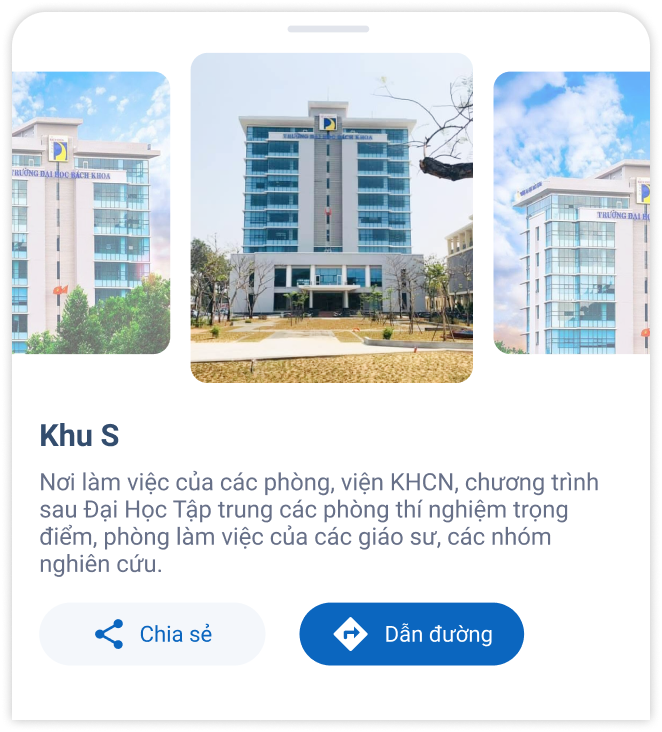 TRƯỜNG ĐẠI HỌC BÁCH KHOA
TRƯỜNG ĐẠI HỌC BÁCH KHOA
TRƯỜNG ĐẠI HỌC
Khu S
Nơi làm việc của các phòng, viện KHCN, chương trình
sau Đại Học Tập trung các phòng thí nghiệm trọng
điểm, phòng làm việc của các giáo sư, các nhóm
nghiên cứu.
Chia sẻ
Dẫn đường